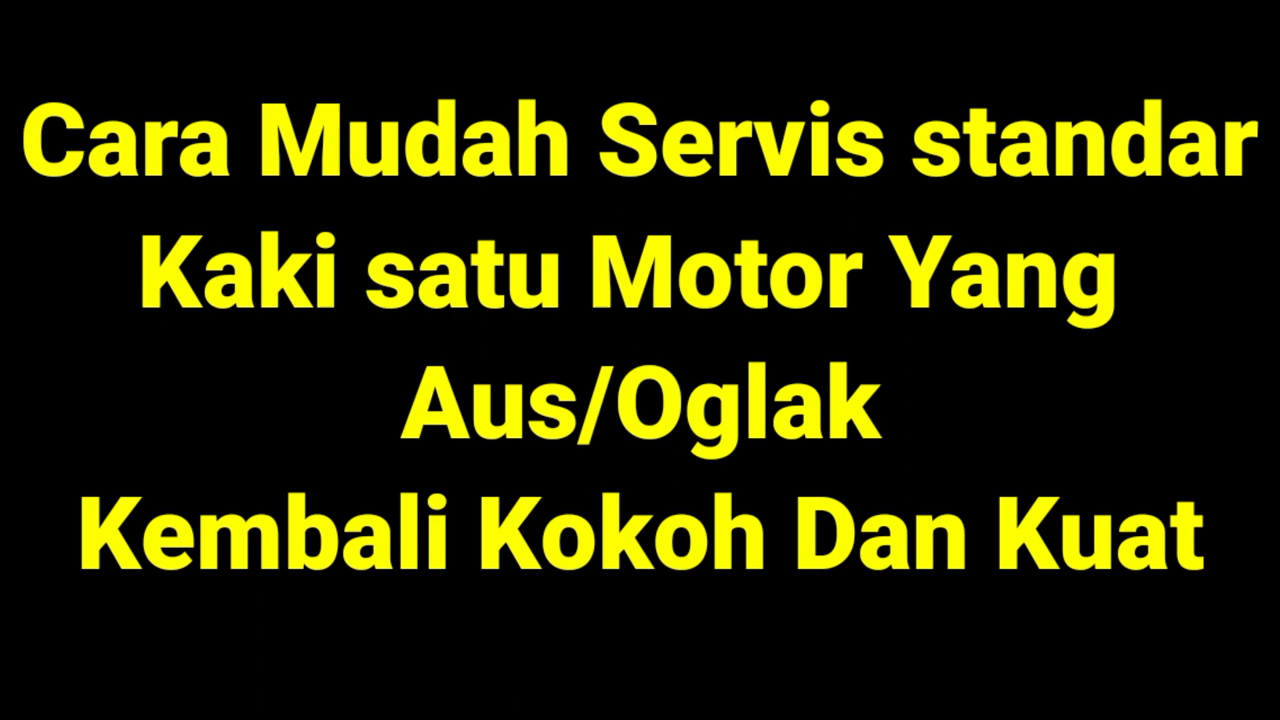 Cara Mudah Servis standar
Kaki satu Motor Yang
Aus/Oglak
Kembali Kokoh Dan Kuat